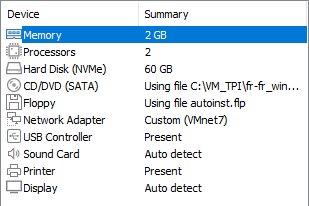 Device Summary
Memory 2 GB
Processors 2
Hard Disk (NVMe) 60 GB
CD/DVD (SATA) Using file C:\VM_TPI\fr-fr_win...
Floppy Using file autoinst.flp
Network Adapter Custom (VMnet7)
USB Controller Present
Sound Card Auto detect
Printer Present
Display Auto detect